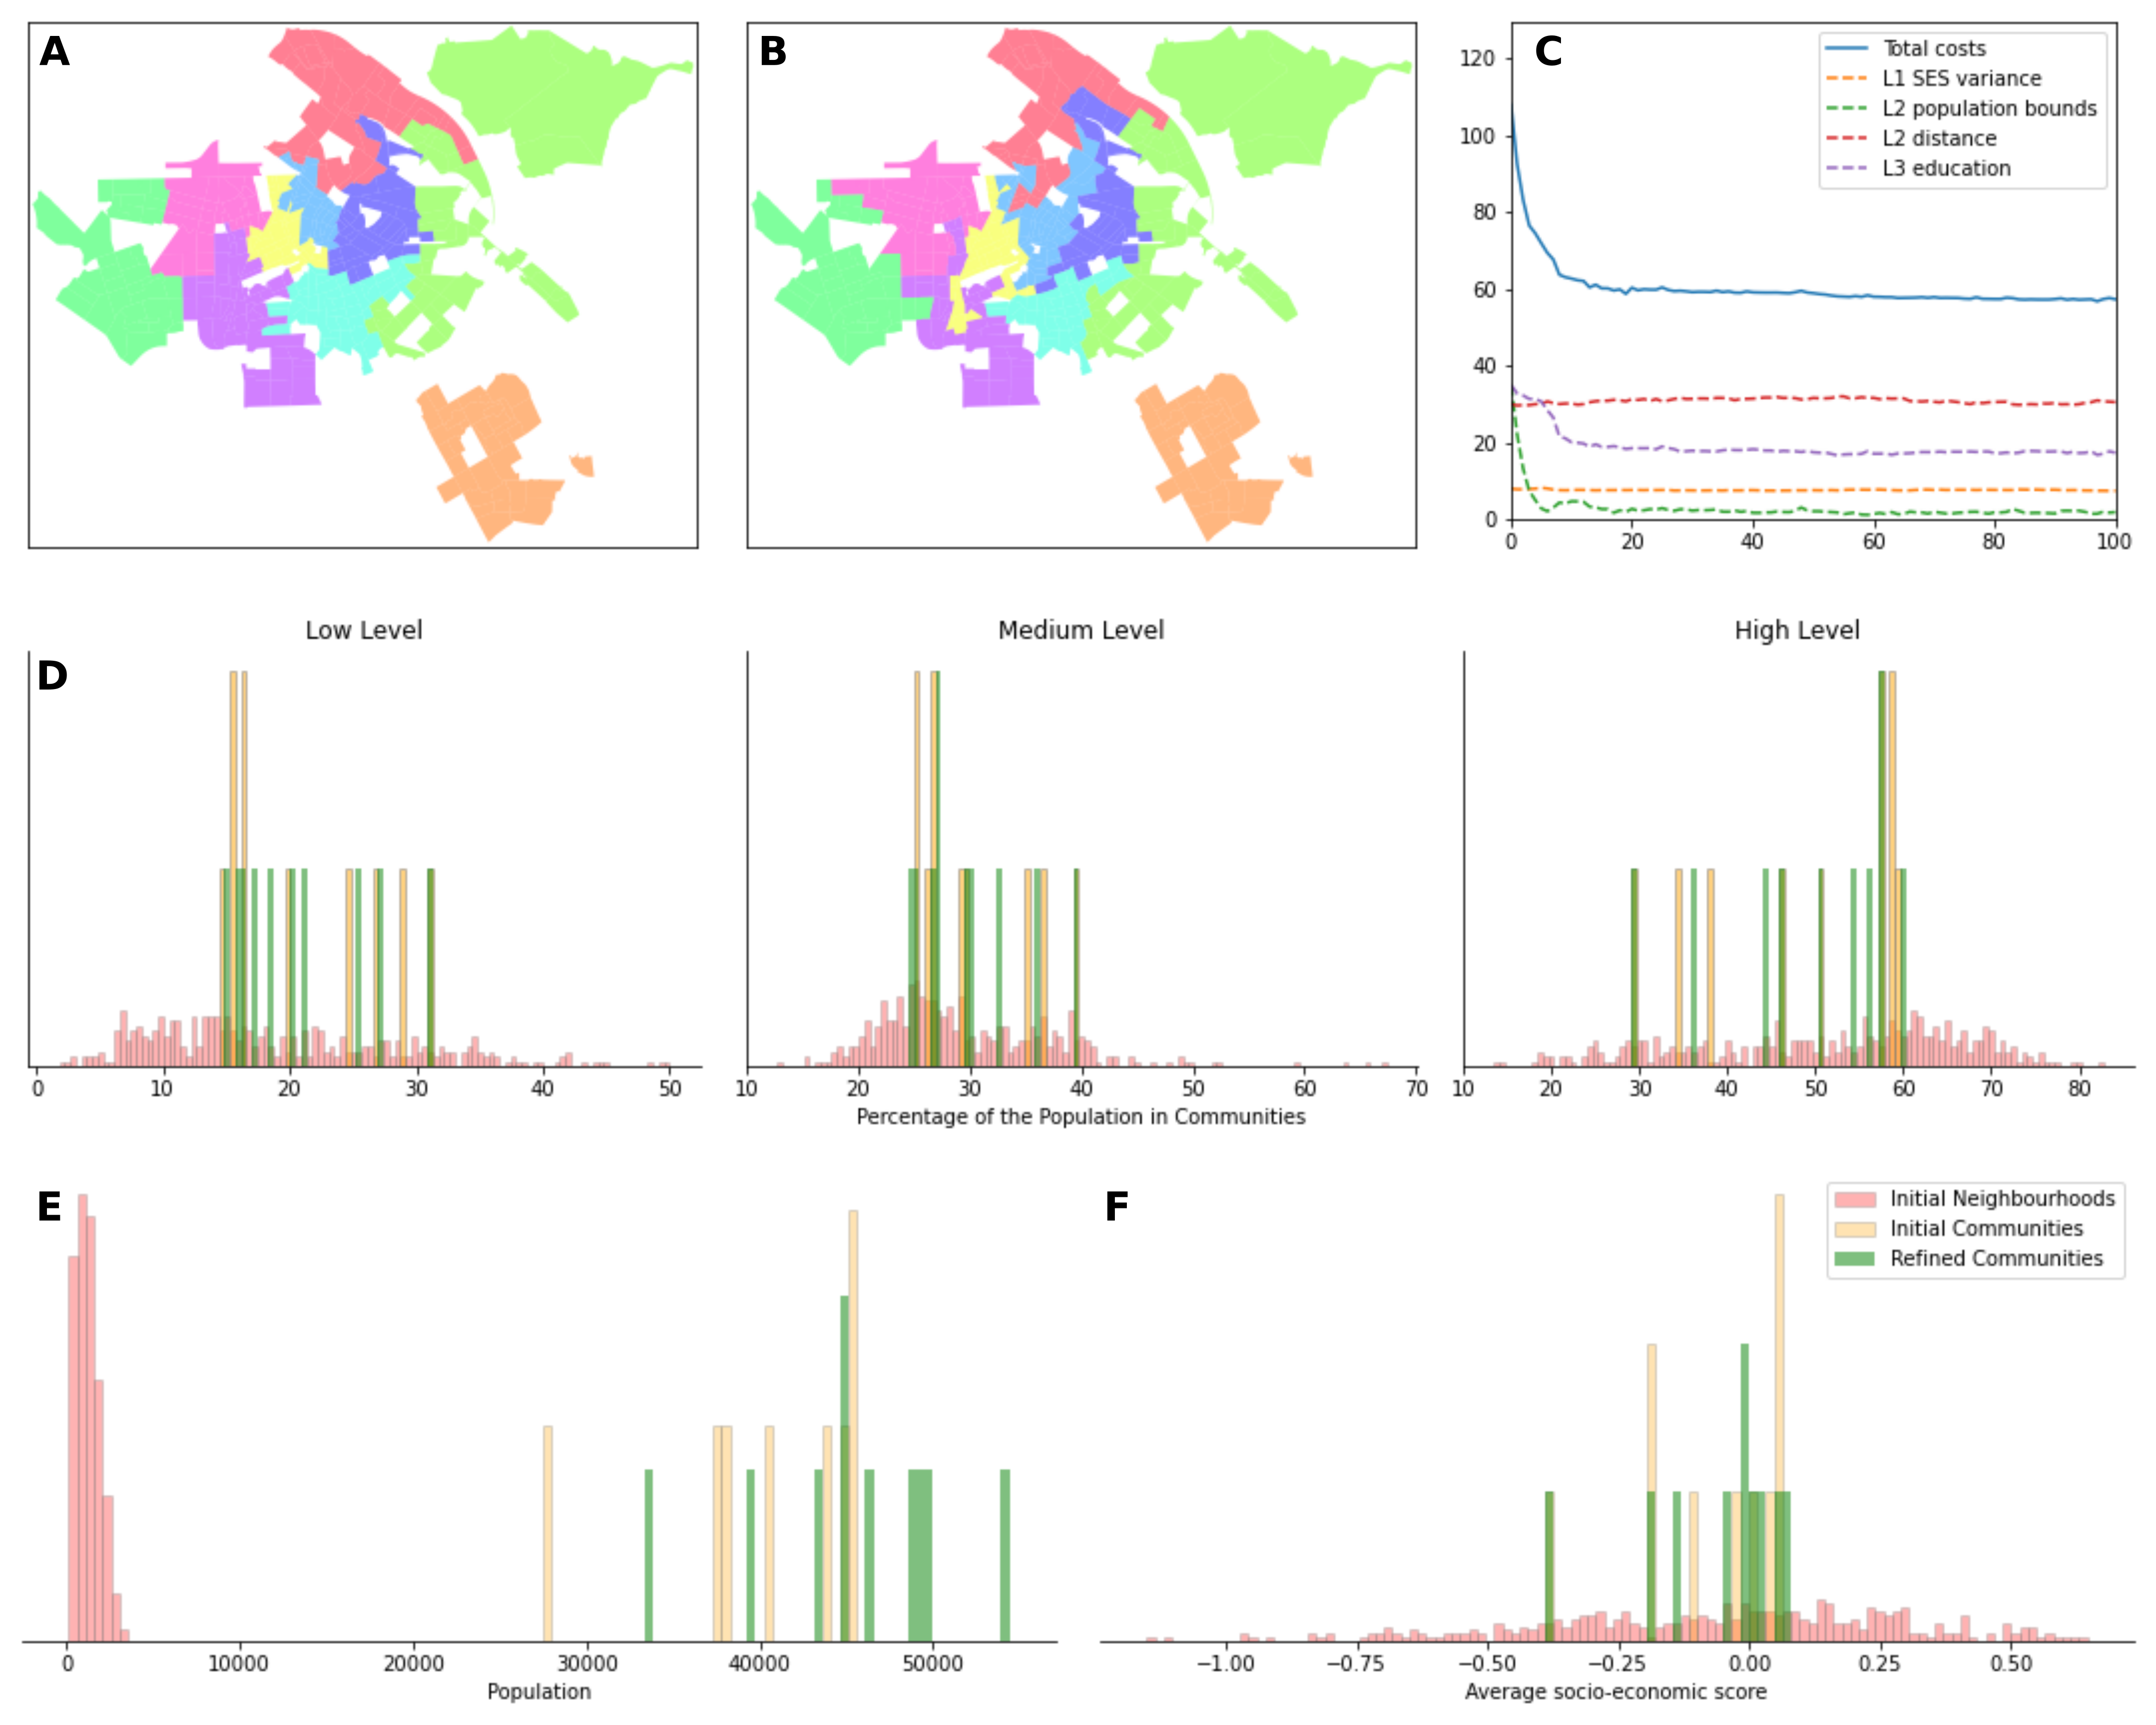 A
B
C
Total costs
L1 SES variance
L2 population bounds
L2 distance
L3 education
120
100
80
60
40
20
0
0 20 40 60 80 100
Low Level Medium Level High Level
D
0 10 20 30 40 50
10 20 30 40 50 60 70
10 20 30 40 50 60 70 80
Percentage of the Population in Communities
E
F
Initial Neighbourhoods
Initial Communities
Refined Communities
0 10000 20000 30000 40000 50000
−1.00 −0.75 −0.50 −0.25 0.00 0.25 0.50
Population
Average socio-economic score